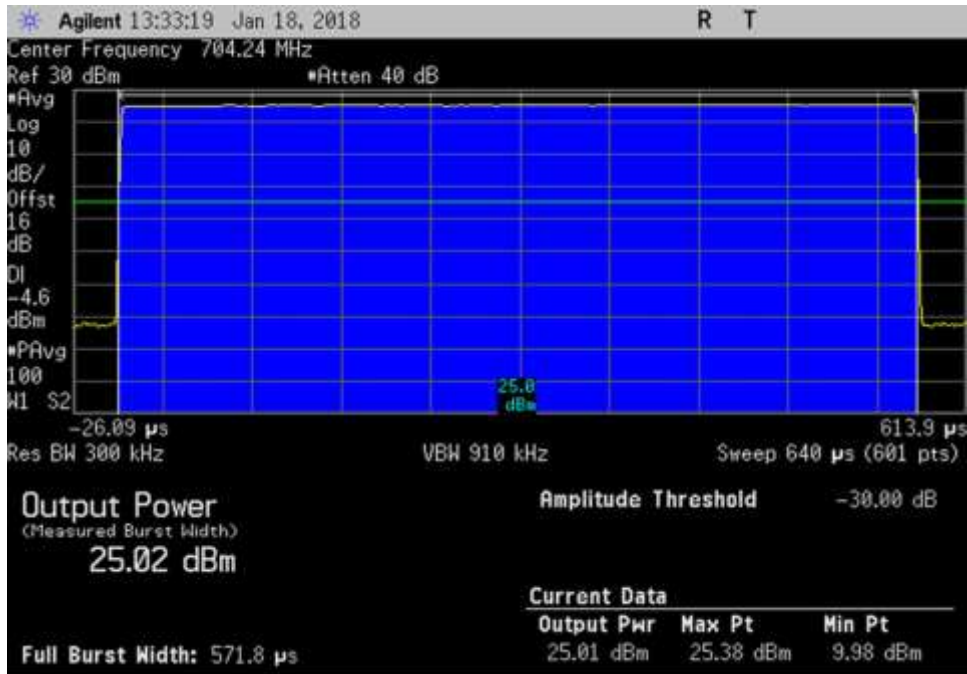 Agilent 13:33:19 Jan 18, 2018 R T
Center Frequency 704.24 MHz
Ref 30 dBm #Atten 40 dB
#Avg
Log
10
dB/
Offst
16
dB
DI
-4.6
dBm
#PAvg
100
W1 S2
25.0
dBm
-26.09 µs 613.9 µs
Res BW 300 kHz VBW 910 kHz Sweep 640 µs (601 pts)
Output Power Amplitude Threshold -30.00 dB
(Measured Burst Width)
25.02 dBm
Current Data
Output Pwr Max Pt Min Pt
Full Burst Width: 571.8 µs 25.01 dBm 25.38 dBm 9.98 dBm